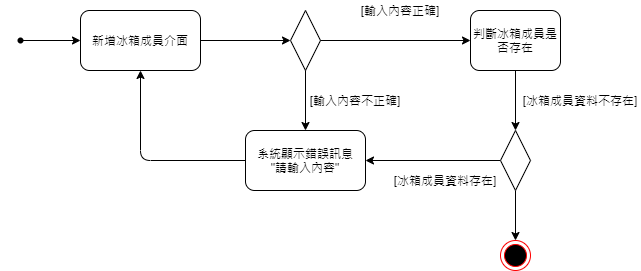 新增冰箱成員介面
[輸入內容正確]
判斷冰箱成員是
否存在
[輸入內容不正確]
[冰箱成員資料不存在]
系統顯示錯誤訊息
"請輸入內容"
[冰箱成員資料存在]